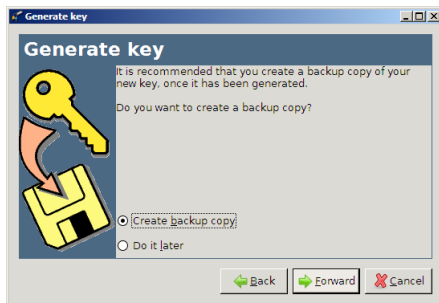 Generate key
Generate key
It is recommended that you create a backup copy of your
new key, once it has been generated.
Do you want to create a backup copy?
Create backup copy
Do it later
Back
Forward
Cancel